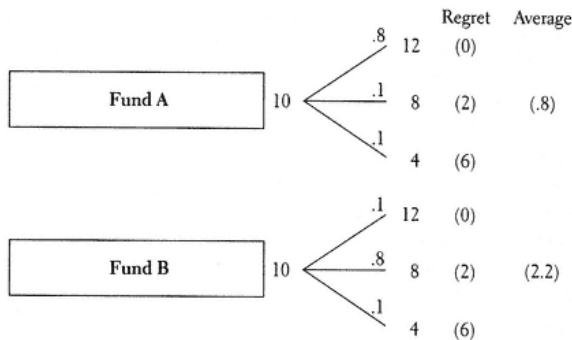 Regret Average
.8 12 (0)
Fund A 10 .1 8 (2) (.8)
.1 4 (6)
.1 12 (0)
Fund B 10 .8 8 (2) (2.2)
.1 4 (6)